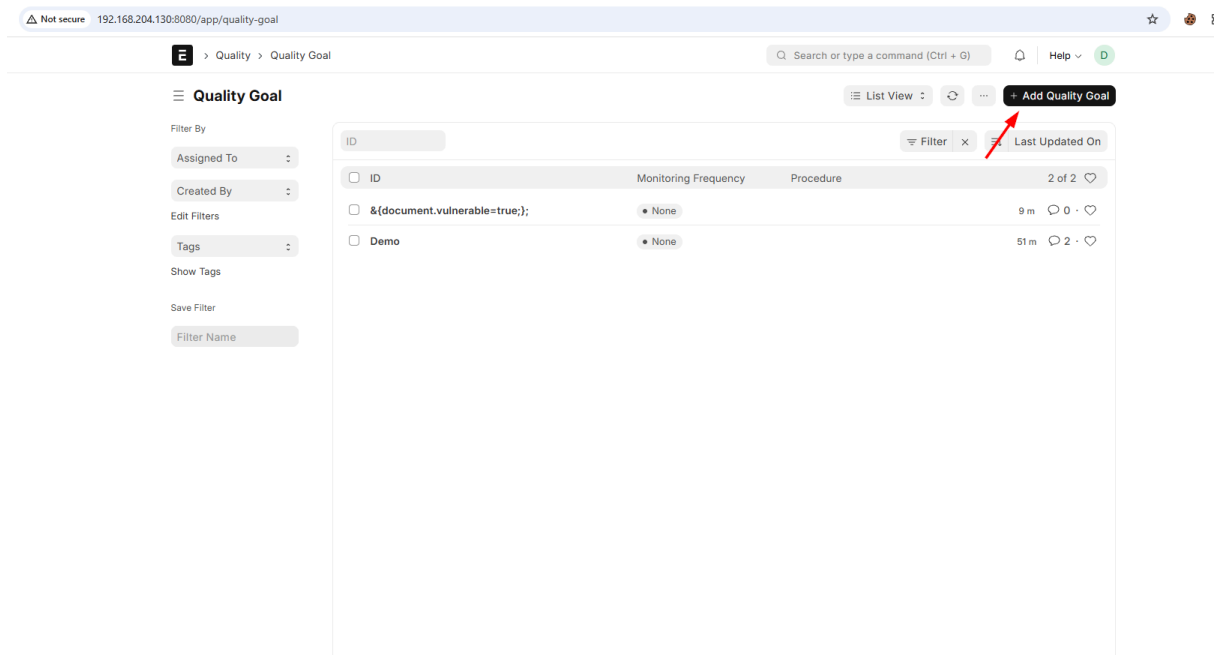 Not secure 192.168.204.130:8080/app/quality-goal
E > Quality > Quality Goal Search or type a command (Ctrl + G) Help D
Quality Goal List View ... + Add Quality Goal
Filter By
ID Filter × Last Updated On
Assigned To
ID Monitoring Frequency Procedure 2 of 2
Created By
&{document.vulnerable=true;}; • None 9 m 0 ·
Edit Filters
Demo • None 51 m 2 ·
Tags
Show Tags
Save Filter
Filter Name